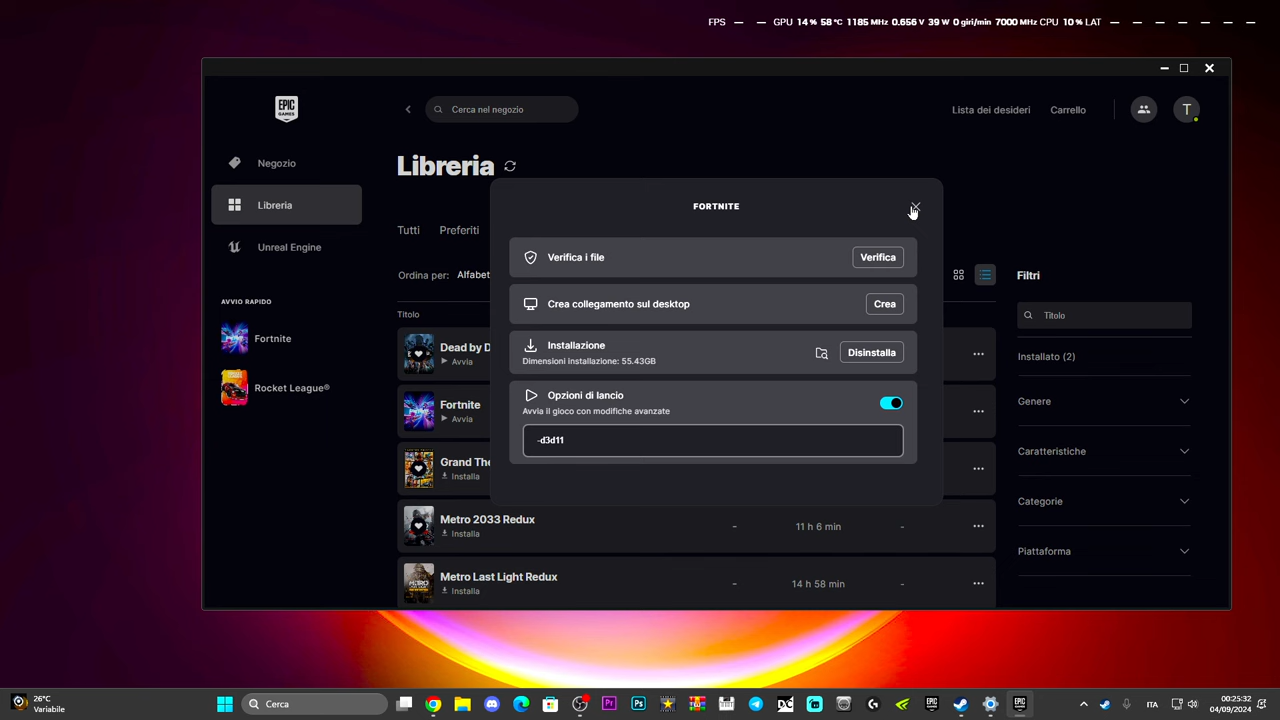 FPS — — GPU 14 % 58 °C 1185 MHz 0.656 V 39 W 0 giri/min 7000 MHz CPU 10 % LAT — — — — — — —
EPIC
GAMES
Cerca nel negozio
Lista dei desideri
Carrello
T
Negozio
Libreria
Unreal Engine
AVVIO RAPIDO
Fortnite
Rocket League®
Libreria
Tutti
Preferiti
Ordina per: Alfabet
Titolo
Dead by D
Avvia
Fortnite
Avvia
Grand The
Installa
Metro 2033 Redux
Installa
- 11 h 6 min -
Metro Last Light Redux
Installa
- 14 h 58 min -
FORTNITE
Verifica i file
Verifica
Crea collegamento sul desktop
Crea
Installazione
Dimensioni installazione: 55.43GB
Disinstalla
Opzioni di lancio
Avvia il gioco con modifiche avanzate
-d3d11
Filtri
Titolo
Installato (2)
Genere
Caratteristiche
Categorie
Piattaforma
26°C
Variabile
Cerca
Pr
Ps
EPIC
EPIC
ITA
00:25:32
04/09/2024